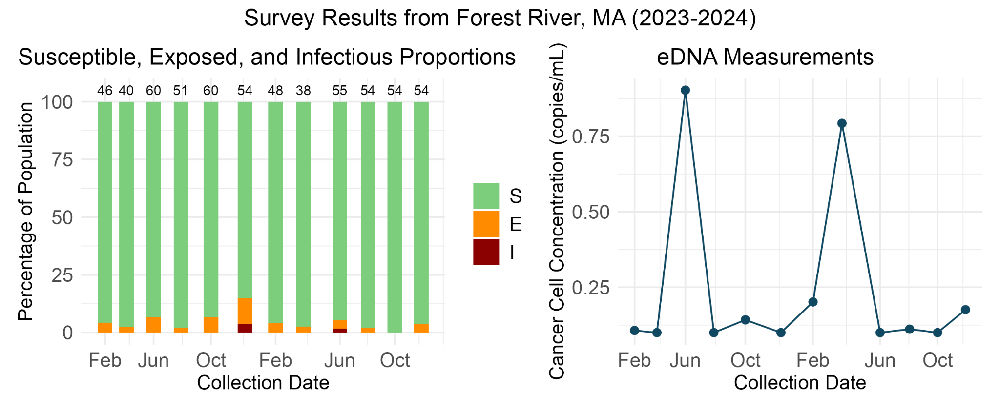 Survey Results from Forest River, MA (2023-2024)
Susceptible, Exposed, and Infectious Proportions
46 40 60 51 60 54 48 38 55 54 54 54
100
75
50
25
0
Percentage of Population
Feb Jun Oct Feb Jun Oct
Collection Date
S
E
I
eDNA Measurements
Cancer Cell Concentration (copies/mL)
0.75
0.50
0.25
Feb Jun Oct Feb Jun Oct
Collection Date